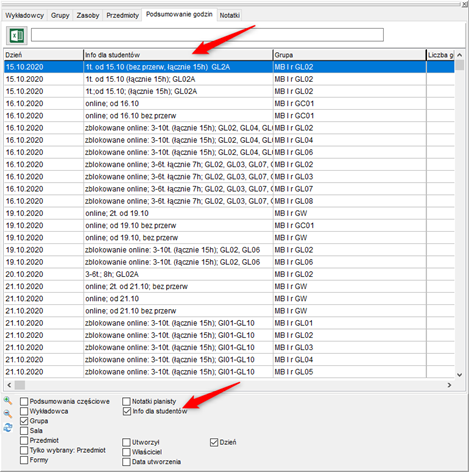 Wykładowcy Grupy Zasoby Przedmioty Podsumowanie godzin Notatki
Dzień Info dla studentów Grupa Liczba g
15.10.2020 1t. od 15.10 (bez przerw, łącznie 15h) GL2A MB I r GL02
15.10.2020 1t. od 15.10 (łącznie 15h); GL02A MB I r GL02
15.10.2020 1t.;od 15.10; (łącznie 15h); GL02A MB I r GL02
16.10.2020 online; od 16.10 MB I r GC01
16.10.2020 online; od 16.10 bez przerw MB I r GC01
16.10.2020 zblokowane online: 3-10t. (łącznie 15h); GL02, GL04, GL MB I r GL02
16.10.2020 zblokowane online: 3-10t. (łącznie 15h); GL02, GL04, GL MB I r GL04
16.10.2020 zblokowane online: 3-10t. (łącznie 15h); GL02, GL04, GL MB I r GL06
16.10.2020 zblokowane online; 3-6t. łącznie 7h; GL02, GL03, GL07, MB I r GL02
16.10.2020 zblokowane online; 3-6t. łącznie 7h; GL02, GL03, GL07, MB I r GL03
16.10.2020 zblokowane online; 3-6t. łącznie 7h; GL02, GL03, GL07, MB I r GL07
16.10.2020 zblokowane online; 3-6t. łącznie 7h; GL02, GL03, GL07, MB I r GL08
19.10.2020 online; 2t. od 19.10 MB I r GW
19.10.2020 online; od 19.10 bez przerw MB I r GC01
19.10.2020 online; od 19.10, bez przerw MB I r GW
19.10.2020 zblokowane online: 3-10t. (łącznie 15h); GL02, GL06 MB I r GL02
19.10.2020 zblokowane online: 3-10t. (łącznie 15h); GL02, GL06 MB I r GL06
20.10.2020 3-6t.; 8h; GL02A MB I r GL02
21.10.2020 online; 2t. od 21.10; bez przerw MB I r GW
21.10.2020 online; od 21.10 MB I r GW
21.10.2020 online; od 21.10 bez przerw MB I r GW
21.10.2020 zblokowane online: 3-10t. (łącznie 15h); GI01-GL10 MB I r GL01
21.10.2020 zblokowane online: 3-10t. (łącznie 15h); GI01-GL10 MB I r GL02
21.10.2020 zblokowane online: 3-10t. (łącznie 15h); GI01-GL10 MB I r GL03
21.10.2020 zblokowane online: 3-10t. (łącznie 15h); GI01-GL10 MB I r GL04
21.10.2020 zblokowane online: 3-10t. (łącznie 15h); GI01-GL10 MB I r GL05
Podsumowania częściowe Notatki planisty
Wykładowca Info dla studentów
Grupa
Sala
Przedmiot Utworzył Dzień
Tylko wybrany: Przedmiot Właściciel
Formy Data utworzenia